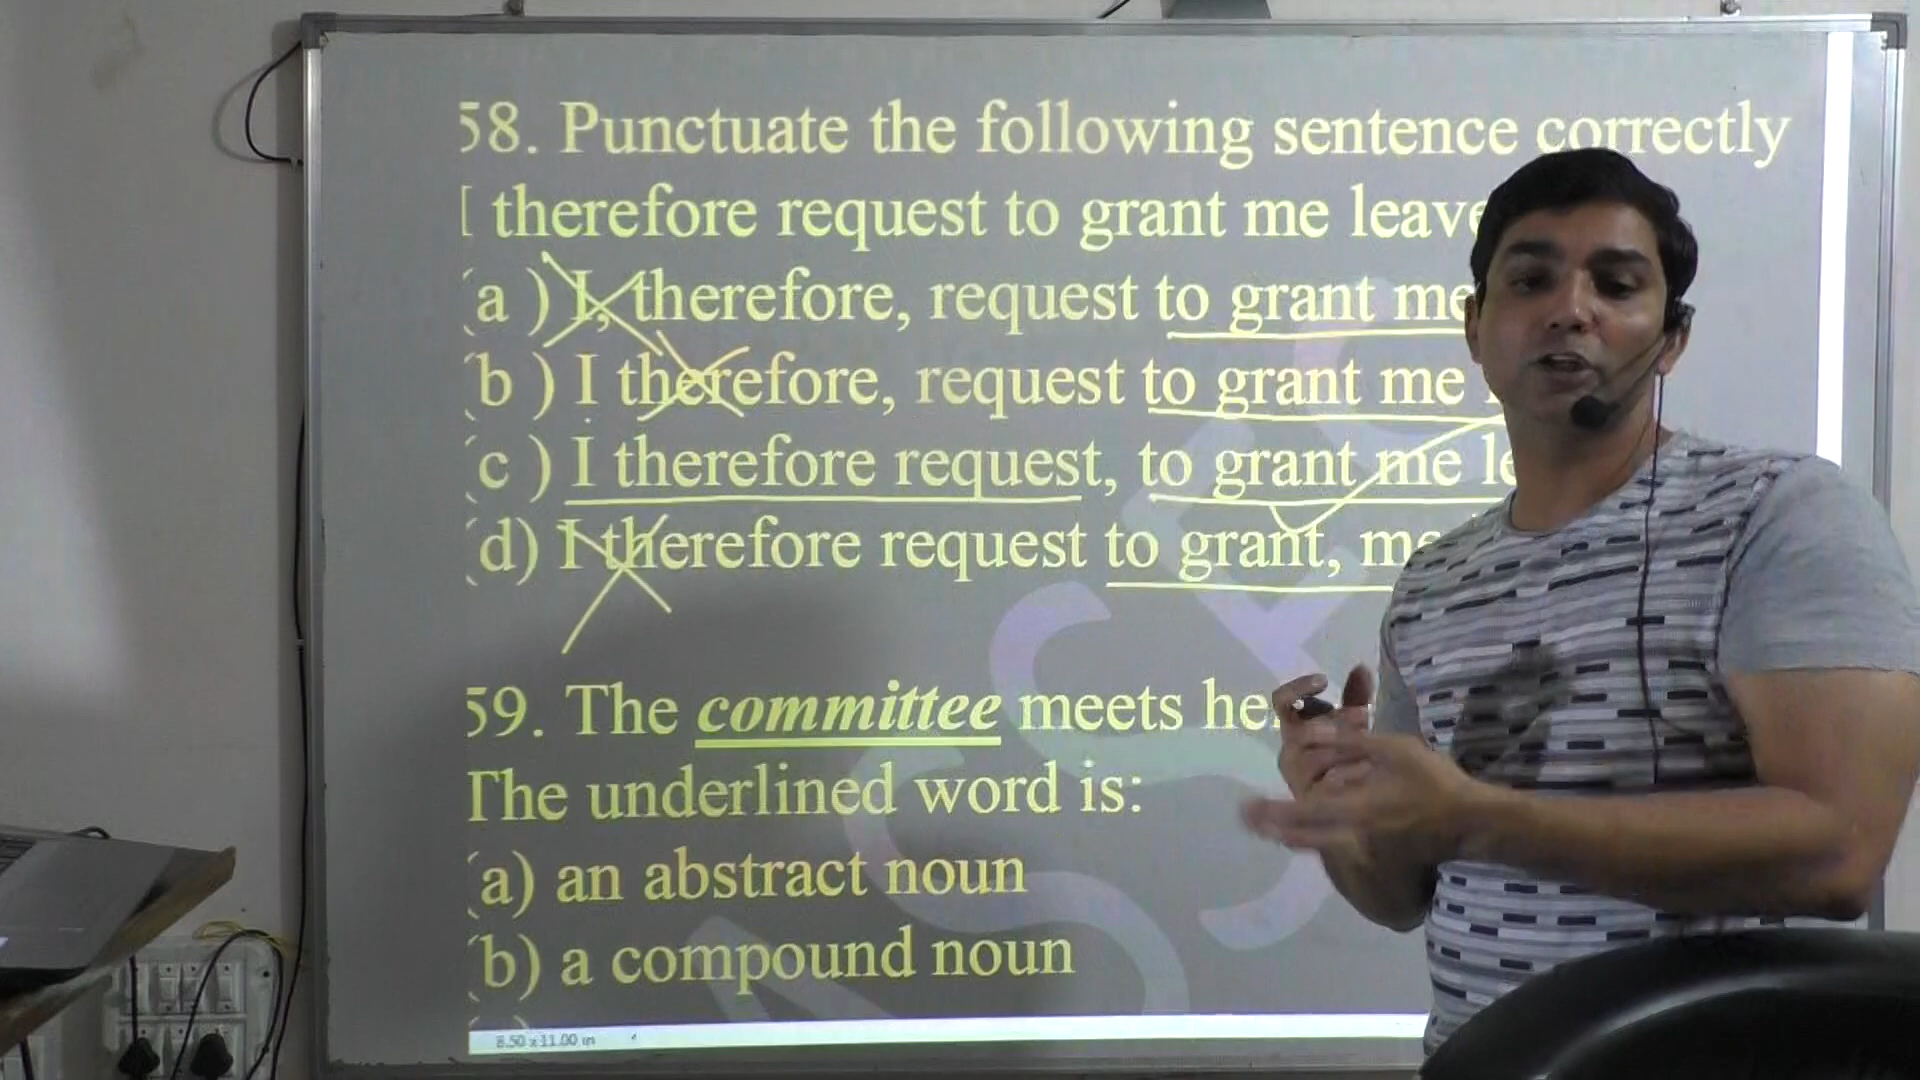 58. Punctuate the following sentence correctly
I therefore request to grant me leave
(a ) I, therefore, request to grant me
(b ) I therefore, request to grant me
(c ) I therefore request, to grant me
(d) I therefore request to grant, me
59. The committee meets
The underlined word is:
(a) an abstract noun
(b) a compound noun
8.50 x 11.00 in